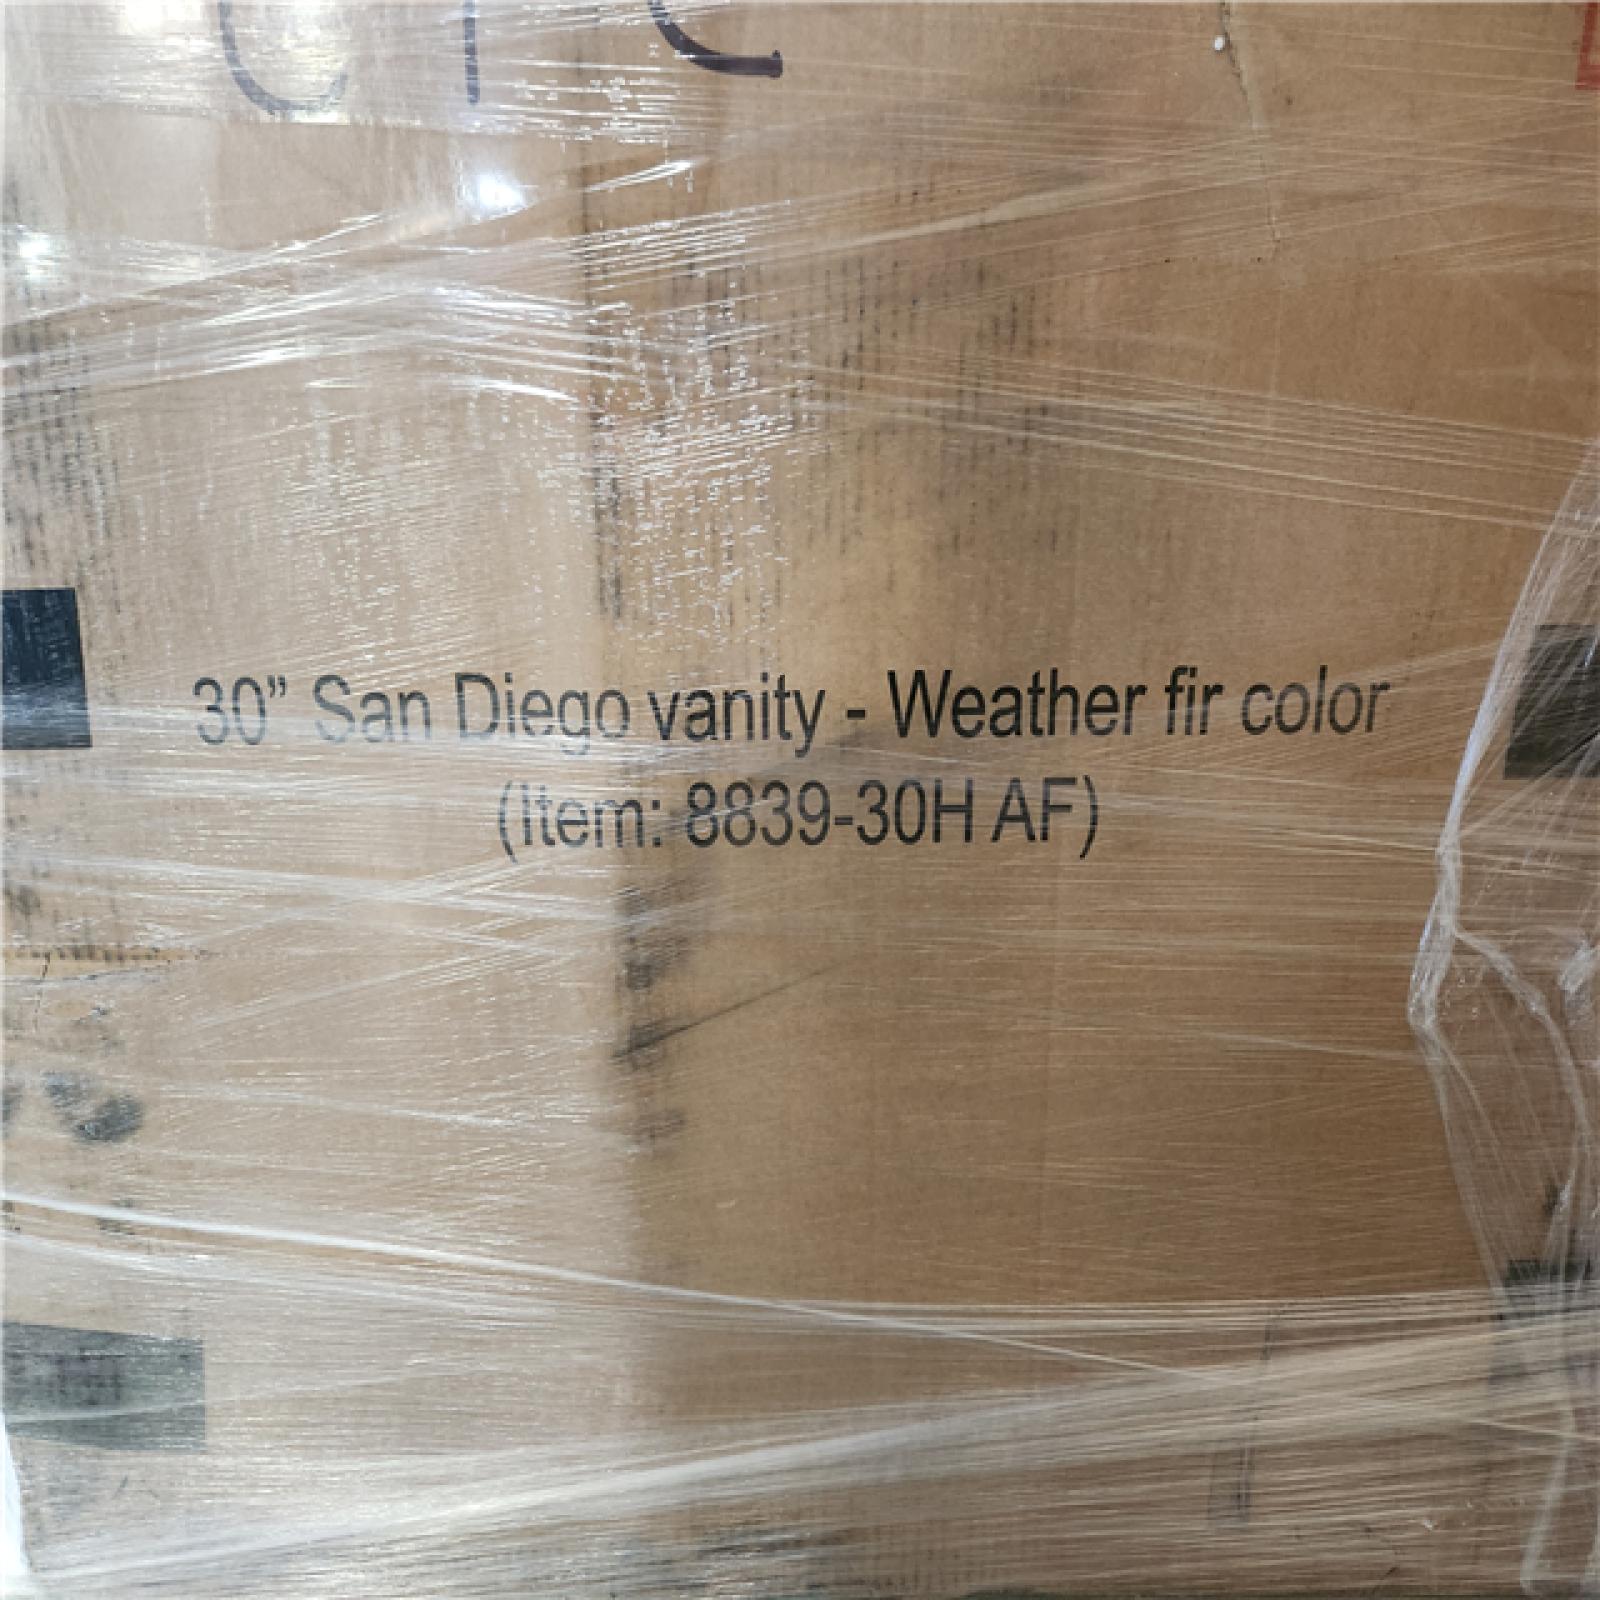 30” San Diego vanity - Weather fir color
(Item: 8839-30H AF)